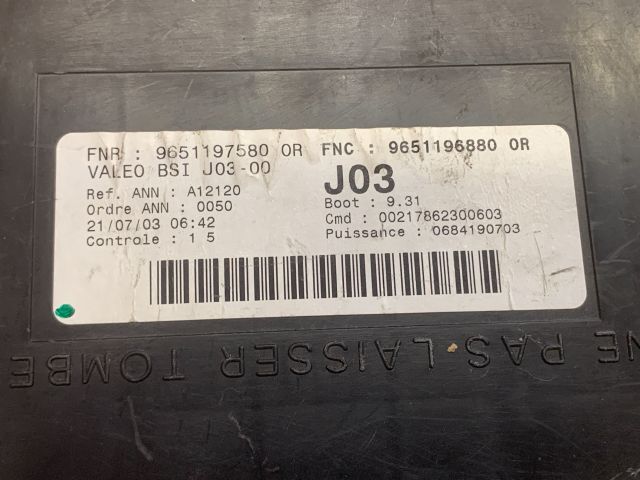 FNR : 9651197580 OR FNC : 9651196880 OR
VALEO BSI J03-00
J03
Ref. ANN : A12120
Boot : 9.31
Ordre ANN : 0050
Cmd : 00217862300603
21/07/03 06:42
Puissance : 0684190703
Controle : 1 5
NE PAS LAISSER TOMBE